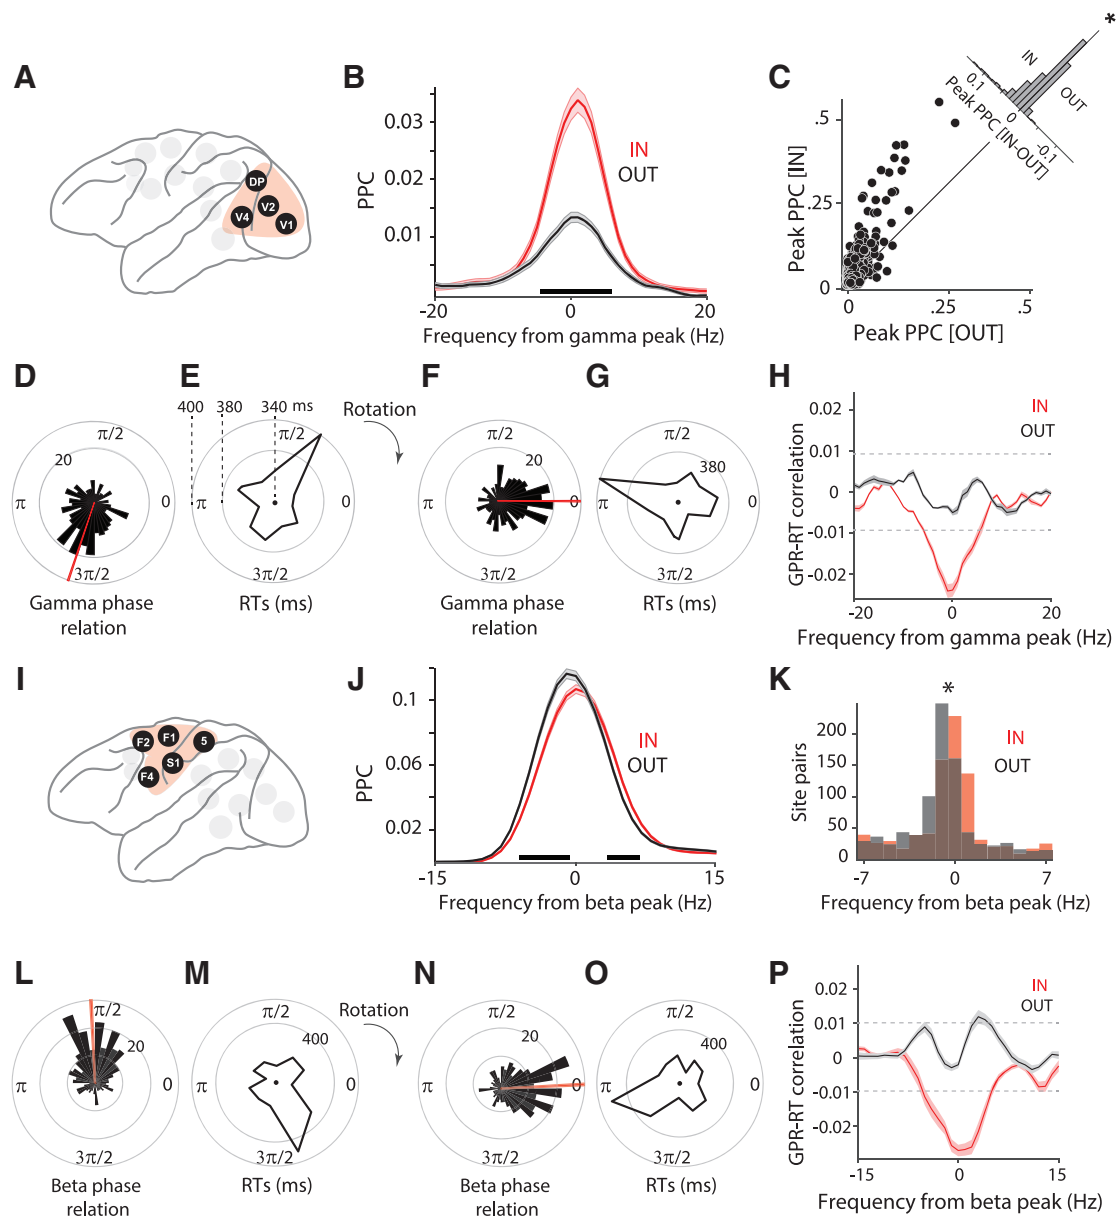 A
DP
V2
V4
V1
B
PPC
0.03
0.02
0.01
IN
OUT
-20
0
20
Frequency from gamma peak (Hz)
C
*
IN
OUT
0.1
0
-0.1
Peak PPC [IN-OUT]
Peak PPC [IN]
.5
.25
0
0
.25
.5
Peak PPC [OUT]
D
π/2
20
π
0
3π/2
Gamma phase
relation
E
400
380
340 ms
π/2
π
0
3π/2
RTs (ms)
Rotation
F
π/2
20
π
0
3π/2
Gamma phase
relation
G
π/2
380
π
0
3π/2
RTs (ms)
H
GPR-RT correlation
0.02
0.01
0
-0.01
-0.02
IN
OUT
-20
0
20
Frequency from gamma peak (Hz)
I
F2
F1
5
S1
F4
J
PPC
0.1
0.06
0.02
IN
OUT
-15
0
15
Frequency from beta peak (Hz)
K
*
Site pairs
200
150
100
50
0
IN
OUT
-7
0
7
Frequency from beta peak (Hz)
L
π/2
20
π
0
3π/2
Beta phase
relation
M
π/2
400
π
0
3π/2
RTs (ms)
Rotation
N
π/2
20
π
0
3π/2
Beta phase
relation
O
π/2
400
π
0
3π/2
RTs (ms)
P
GPR-RT correlation
0.02
0.01
0
-0.01
-0.02
IN
OUT
-15
0
15
Frequency from beta peak (Hz)